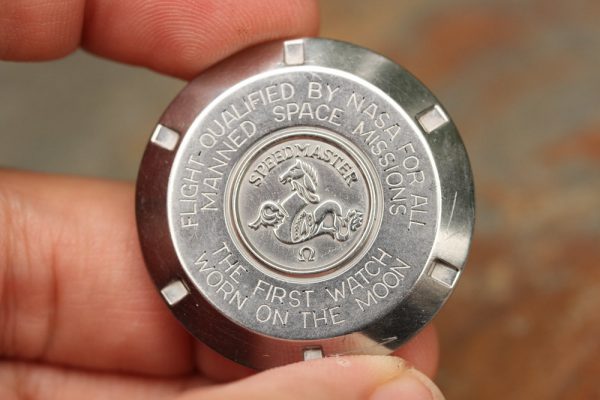 FLIGHT-QUALIFIED BY NASA FOR ALL
MANNED SPACE MISSIONS
SPEEDMASTER
Ω
THE FIRST WATCH
WORN ON THE MOON